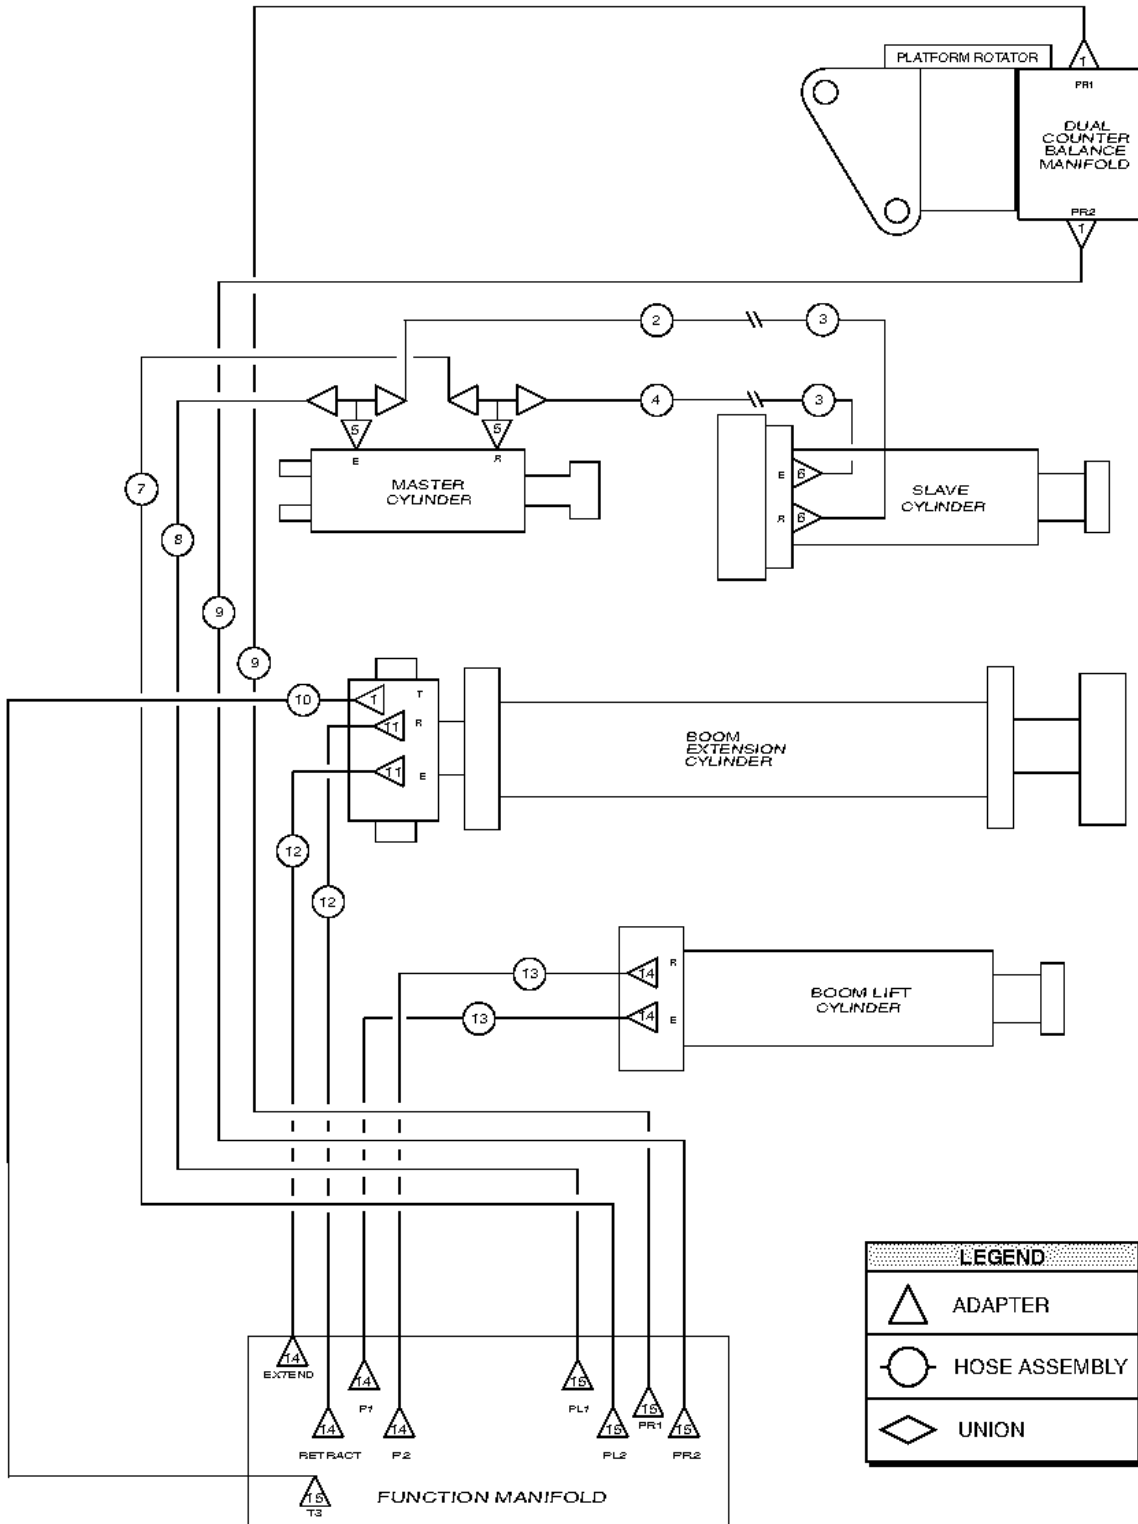 PLATFORM ROTATOR
1
PR1
DUAL
COUNTER
BALANCE
MANIFOLD
PR2
1
2
3
4
3
5
5
E
R
MASTER
CYLINDER
E
6
R
6
SLAVE
CYLINDER
7
8
9
9
10
1
T
11
R
11
E
BOOM
EXTENSION
CYLINDER
12
12
13
14
R
13
14
E
BOOM LIFT
CYLINDER
14
EXTEND
14
P1
14
RETRACT
14
P2
15
PL1
15
PL2
15
PR1
15
PR2
15
T3
FUNCTION MANIFOLD
LEGEND
ADAPTER
HOSE ASSEMBLY
UNION